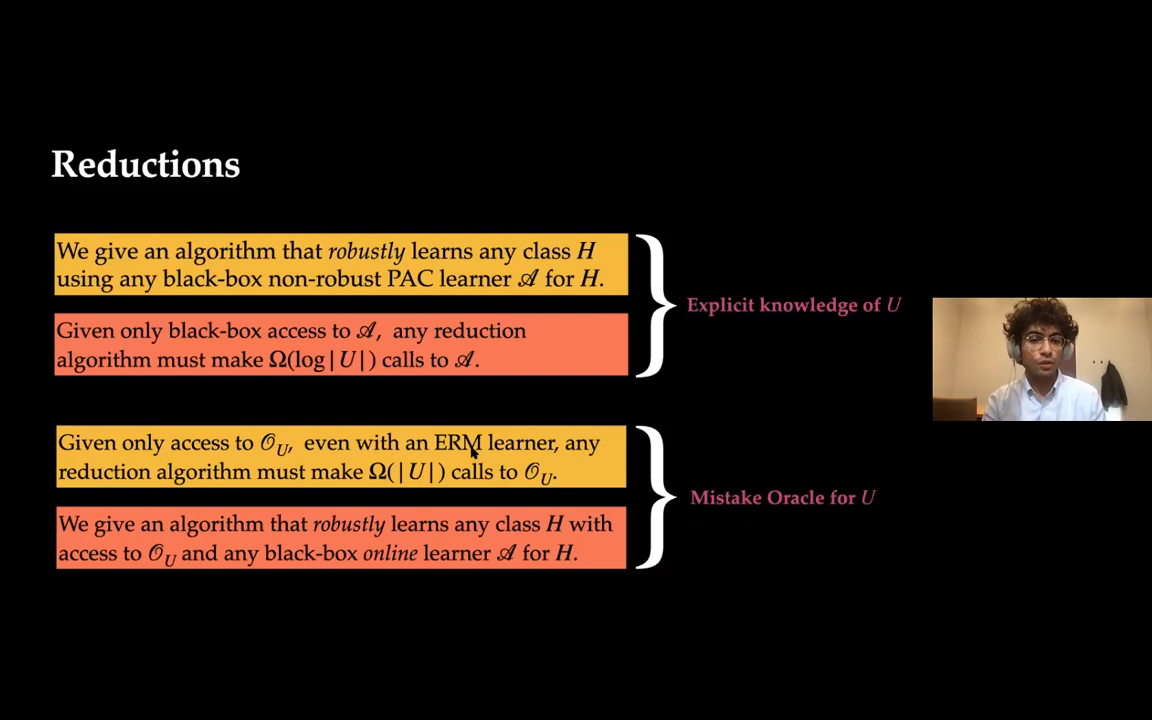 Reductions
We give an algorithm that robustly learns any class H
using any black-box non-robust PAC learner 𝒜 for H.
Given only black-box access to 𝒜, any reduction
algorithm must make Ω(log|U|) calls to 𝒜.
Explicit knowledge of U
Given only access to 𝒪_U, even with an ERM learner, any
reduction algorithm must make Ω(|U|) calls to 𝒪_U.
We give an algorithm that robustly learns any class H with
access to 𝒪_U and any black-box online learner 𝒜 for H.
Mistake Oracle for U